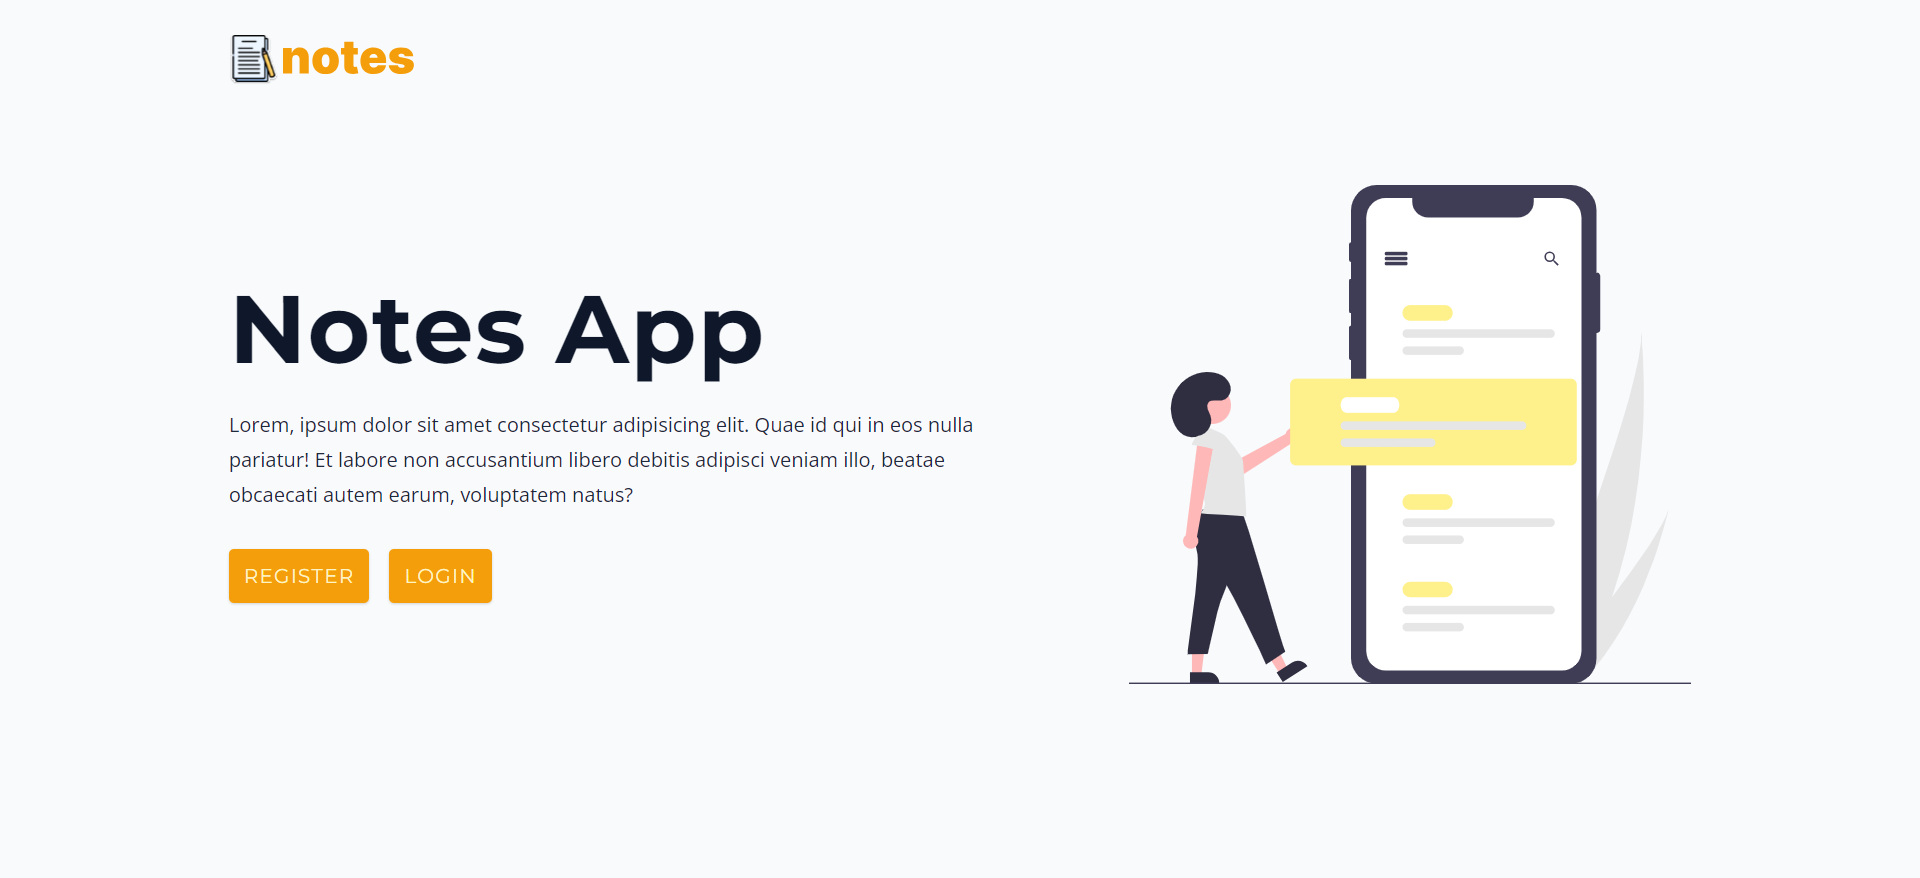 notes
Notes App
Lorem, ipsum dolor sit amet consectetur adipisicing elit. Quae id qui in eos nulla
pariatur! Et labore non accusantium libero debitis adipisci veniam illo, beatae
obcaecati autem earum, voluptatem natus?
REGISTER LOGIN